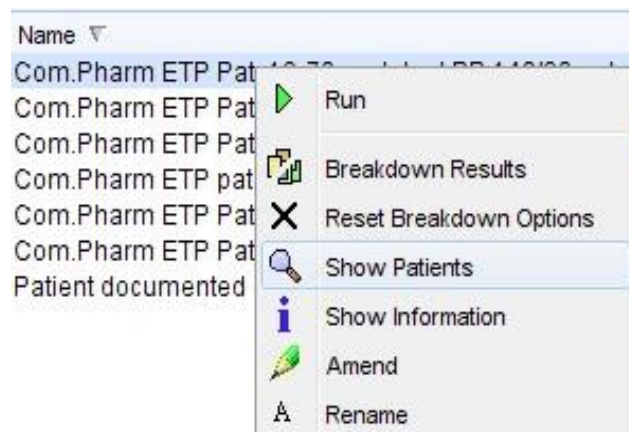 Name
Com.Pharm ETP Pat
Com.Pharm ETP Pat
Com.Pharm ETP Pat
Com.Pharm ETP pat
Com.Pharm ETP Pat
Com.Pharm ETP Pat
Patient documented
Run
Breakdown Results
Reset Breakdown Options
Show Patients
Show Information
Amend
A Rename